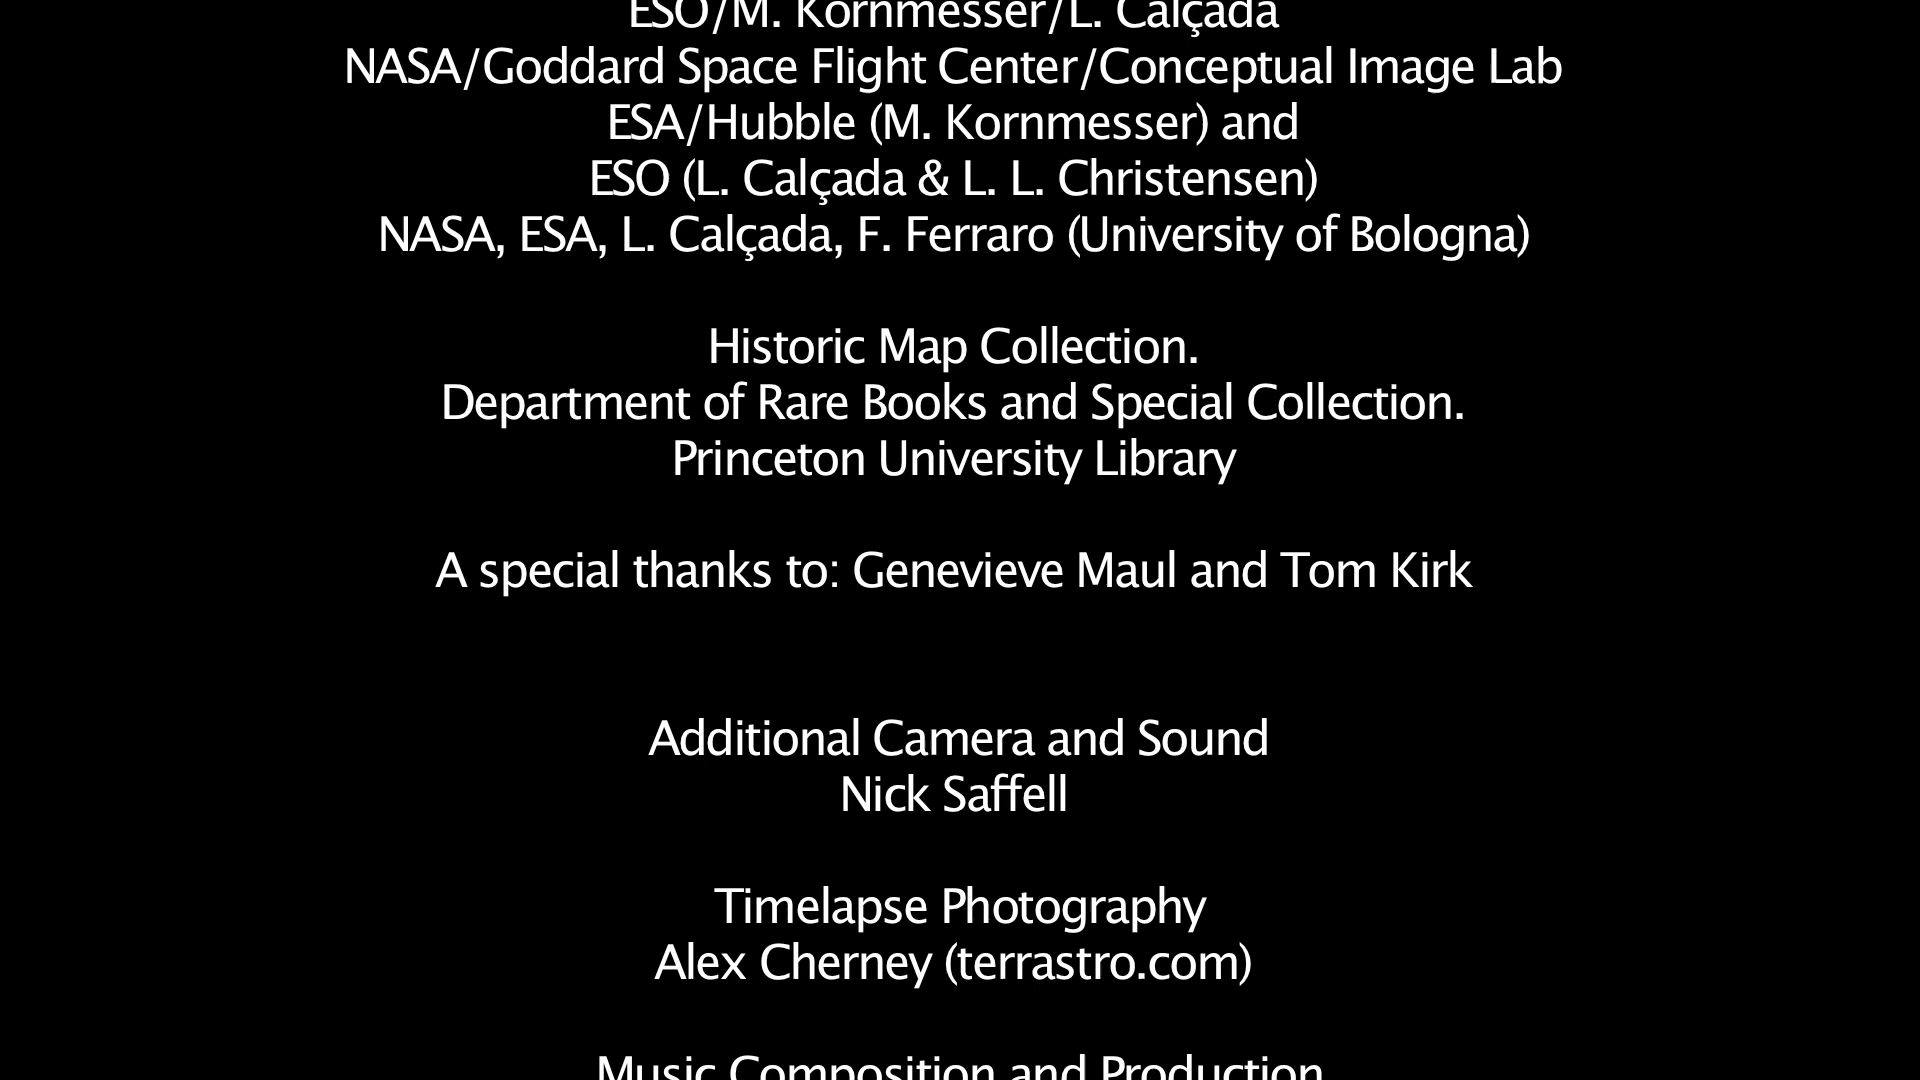 ESO/M. Kornmesser/L. Calçada
NASA/Goddard Space Flight Center/Conceptual Image Lab
ESA/Hubble (M. Kornmesser) and
ESO (L. Calçada & L. L. Christensen)
NASA, ESA, L. Calçada, F. Ferraro (University of Bologna)
Historic Map Collection.
Department of Rare Books and Special Collection.
Princeton University Library
A special thanks to: Genevieve Maul and Tom Kirk
Additional Camera and Sound
Nick Saffell
Timelapse Photography
Alex Cherney (terrastro.com)
Music Composition and Production